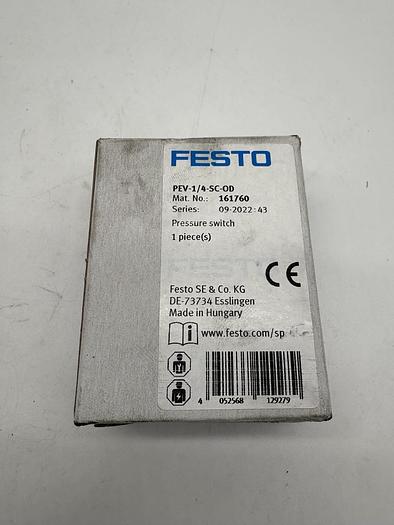 FESTO
PEV-1/4-SC-OD
Mat. No.: 161760
Series: 09-2022: 43
Pressure switch
1 piece(s)
FESTO
CE
Festo SE & Co. KG
DE-73734 Esslingen
Made in Hungary
i www.festo.com/sp
4 052568 129279